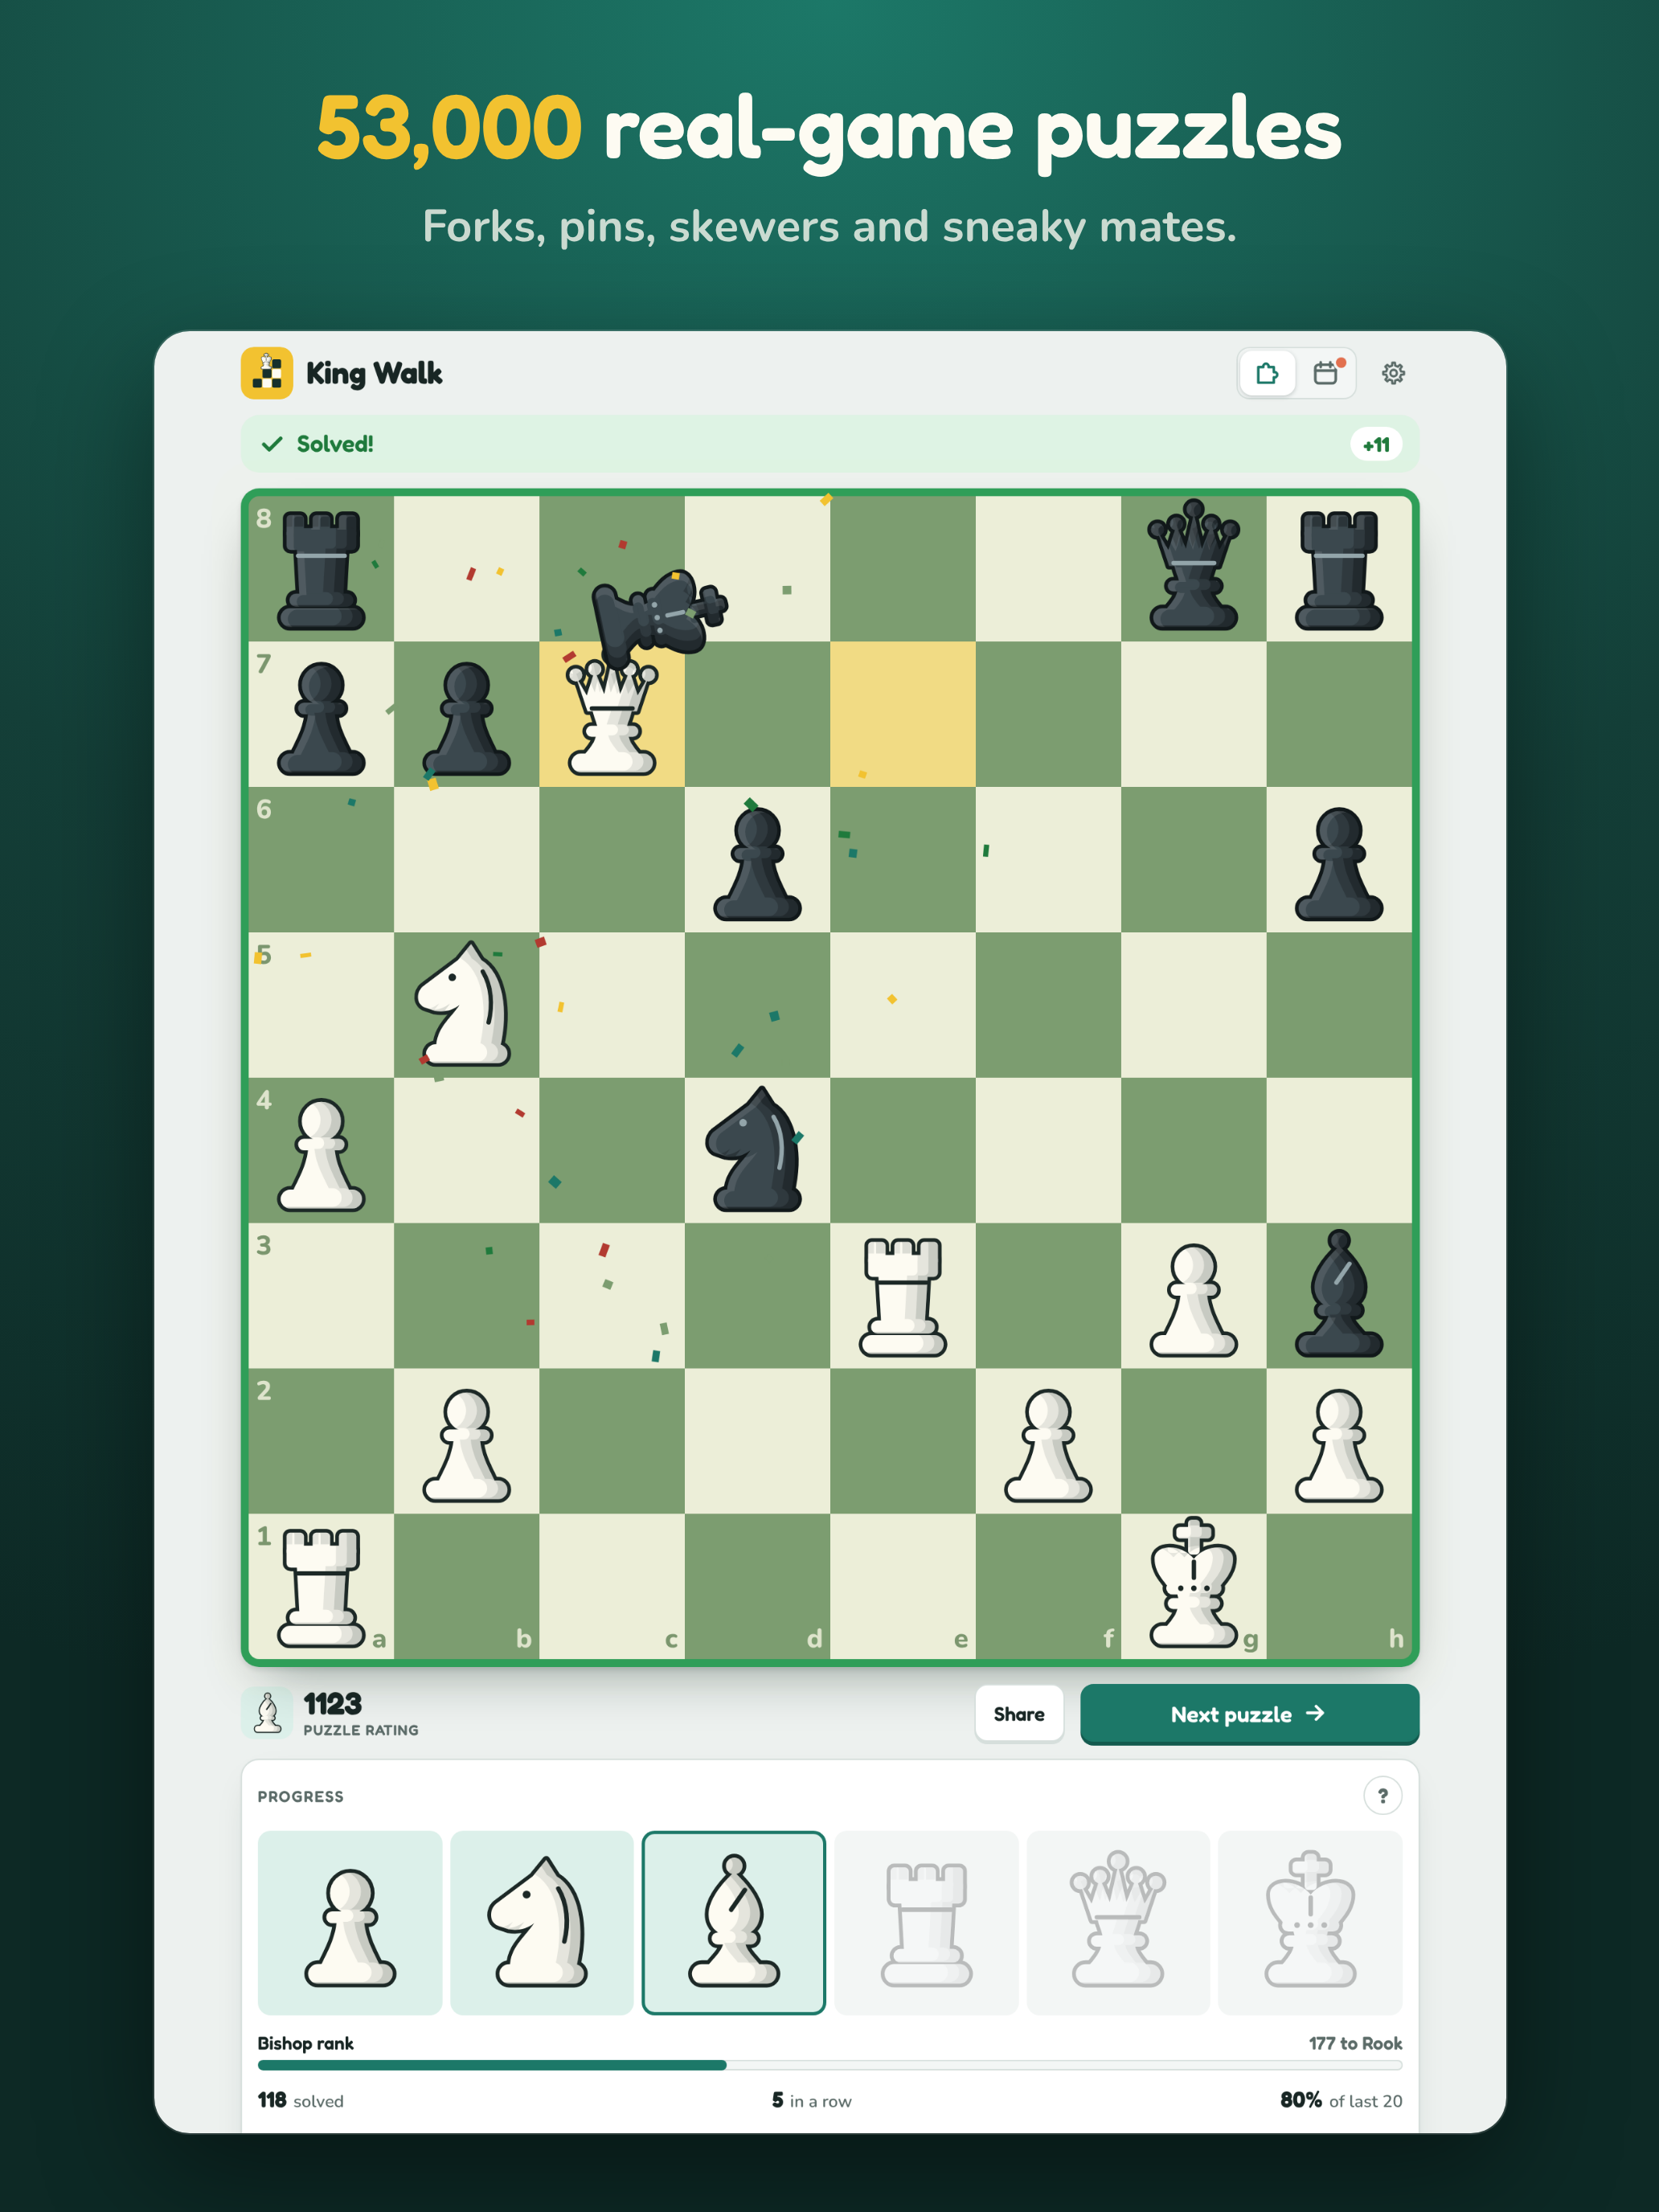 53,000 real-game puzzles
Forks, pins, skewers and sneaky mates.
King Walk
Solved!
+11
8
7
6
5
4
3
2
1
a b c d e f g h
1123
PUZZLE RATING
Share
Next puzzle →
PROGRESS
?
Bishop rank
177 to Rook
118 solved
5 in a row
80% of last 20